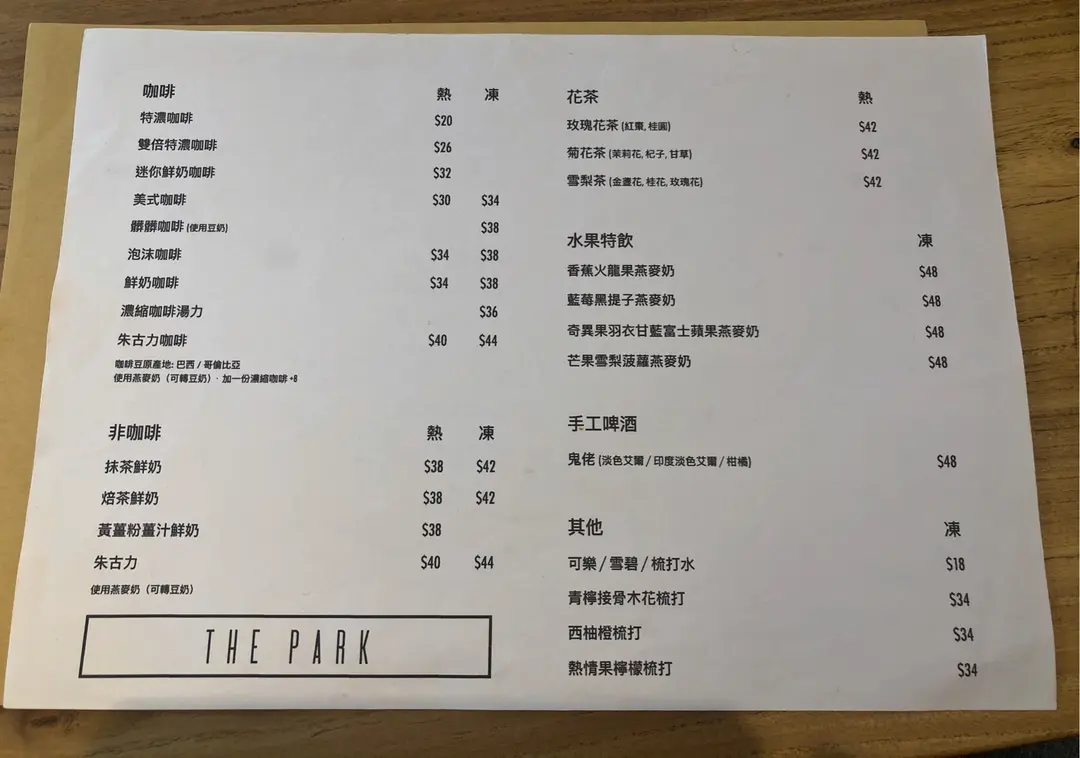 咖啡 熱 凍
特濃咖啡 $20
雙倍特濃咖啡 $26
迷你鮮奶咖啡 $32
美式咖啡 $30 $34
髒髒咖啡 (使用豆奶) $38
泡沫咖啡 $34 $38
鮮奶咖啡 $34 $38
濃縮咖啡湯力 $36
朱古力咖啡 $40 $44
咖啡豆原產地: 巴西 / 哥倫比亞
使用燕麥奶（可轉豆奶）· 加一份濃縮咖啡 +8
非咖啡 熱 凍
抹茶鮮奶 $38 $42
焙茶鮮奶 $38 $42
黃薑粉薑汁鮮奶 $38
朱古力 $40 $44
使用燕麥奶（可轉豆奶）
THE PARK
花茶 熱
玫瑰花茶 (紅棗, 桂圓) $42
菊花茶 (茉莉花, 杞子, 甘草) $42
雪梨茶 (金盞花, 桂花, 玫瑰花) $42
水果特飲 凍
香蕉火龍果燕麥奶 $48
藍莓黑提子燕麥奶 $48
奇異果羽衣甘藍富士蘋果燕麥奶 $48
芒果雪梨菠蘿燕麥奶 $48
手工啤酒
鬼佬 (淡色艾爾 / 印度淡色艾爾 / 柑橘) $48
其他 凍
可樂 / 雪碧 / 梳打水 $18
青檸接骨木花梳打 $34
西柚橙梳打 $34
熱情果檸檬梳打 $34